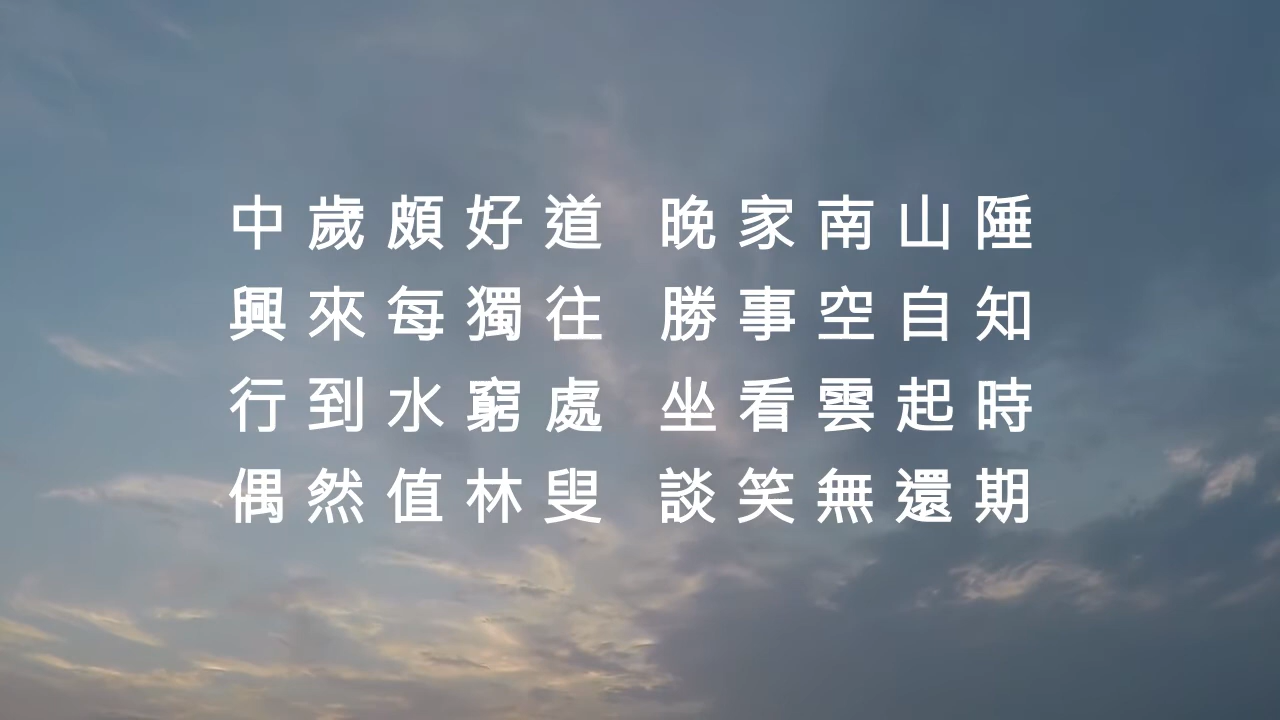 中歲頗好道 晚家南山陲
興來每獨往 勝事空自知
行到水窮處 坐看雲起時
偶然值林叟 談笑無還期